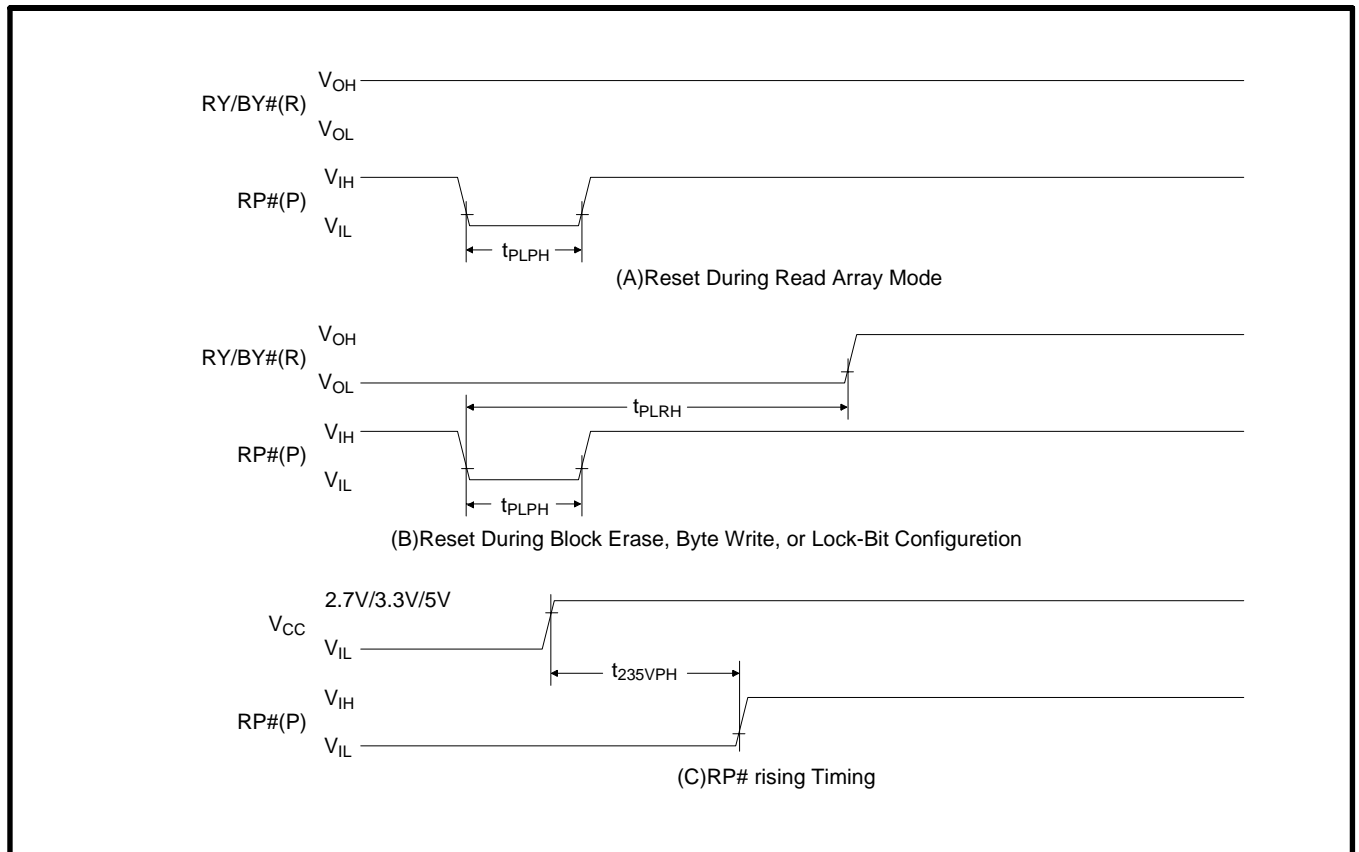 VOH
RY/BY#(R)
VOL
VIH
RP#(P)
VIL
tPLPH
(A)Reset During Read Array Mode
VOH
RY/BY#(R)
VOL
tPLRH
VIH
RP#(P)
VIL
tPLPH
(B)Reset During Block Erase, Byte Write, or Lock-Bit Configuretion
2.7V/3.3V/5V
VCC
VIL
t235VPH
VIH
RP#(P)
VIL
(C)RP# rising Timing